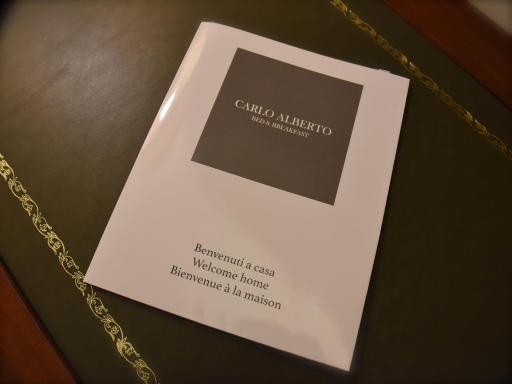 CARLO ALBERTO
BED & BREAKFAST
Benvenuti a casa
Welcome home
Bienvenue à la maison